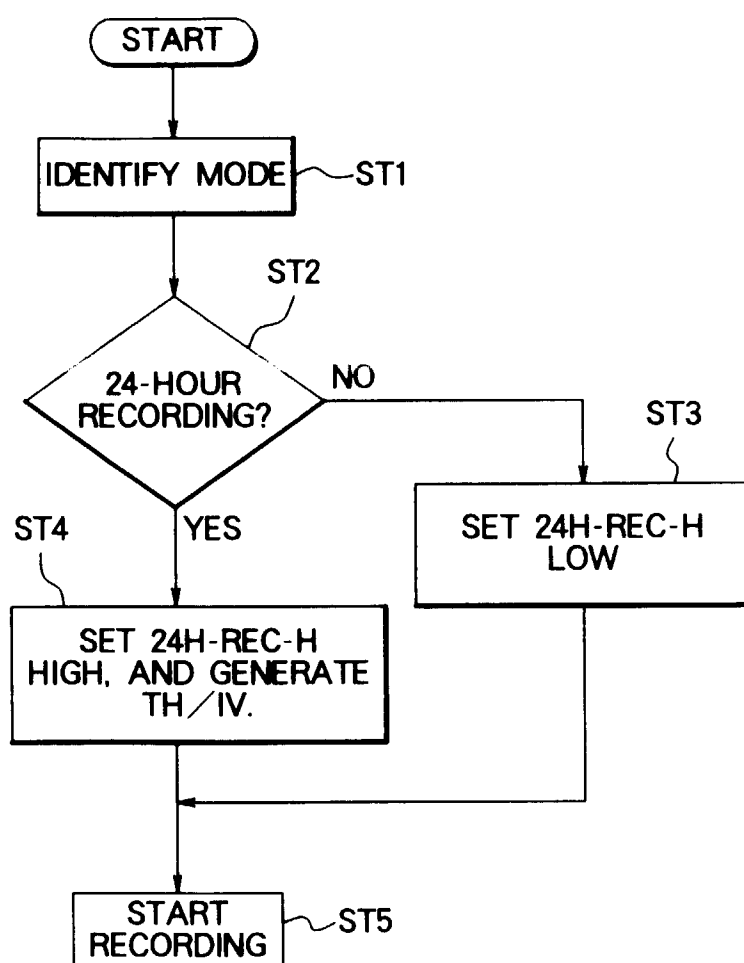 START
IDENTIFY MODE
ST1
ST2
24-HOUR
RECORDING?
NO
ST3
SET 24H-REC-H
LOW
YES
ST4
SET 24H-REC-H
HIGH, AND GENERATE
TH/IV.
START
RECORDING
ST5